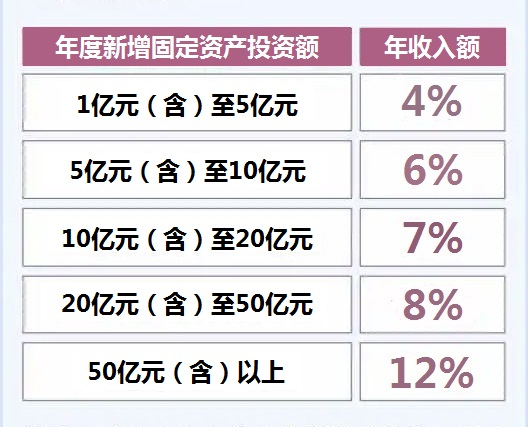 年度新增固定资产投资额 年收入额
1亿元（含）至5亿元 4%
5亿元（含）至10亿元 6%
10亿元（含）至20亿元 7%
20亿元（含）至50亿元 8%
50亿元（含）以上 12%